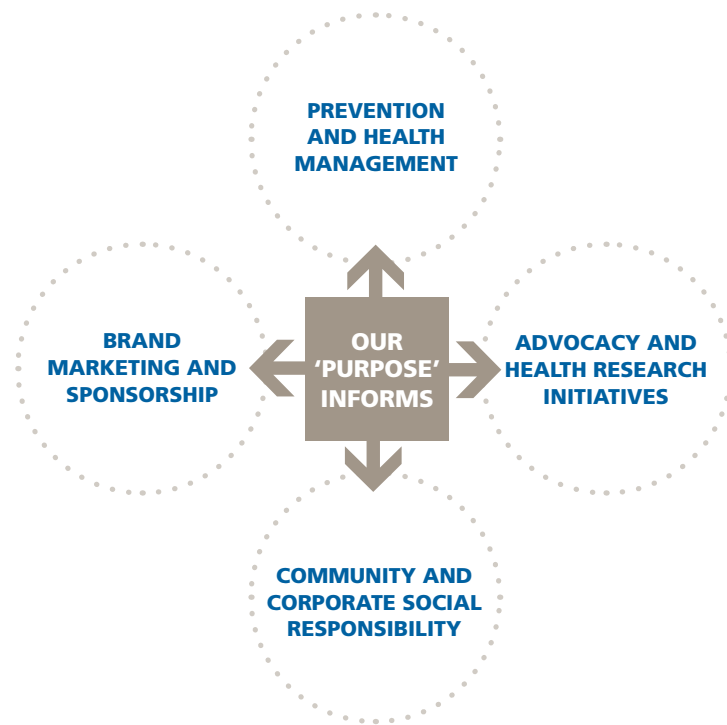 PREVENTION
AND HEALTH
MANAGEMENT
BRAND
MARKETING AND
SPONSORSHIP
OUR
‘PURPOSE’
INFORMS
ADVOCACY AND
HEALTH RESEARCH
INITIATIVES
COMMUNITY AND
CORPORATE SOCIAL
RESPONSIBILITY